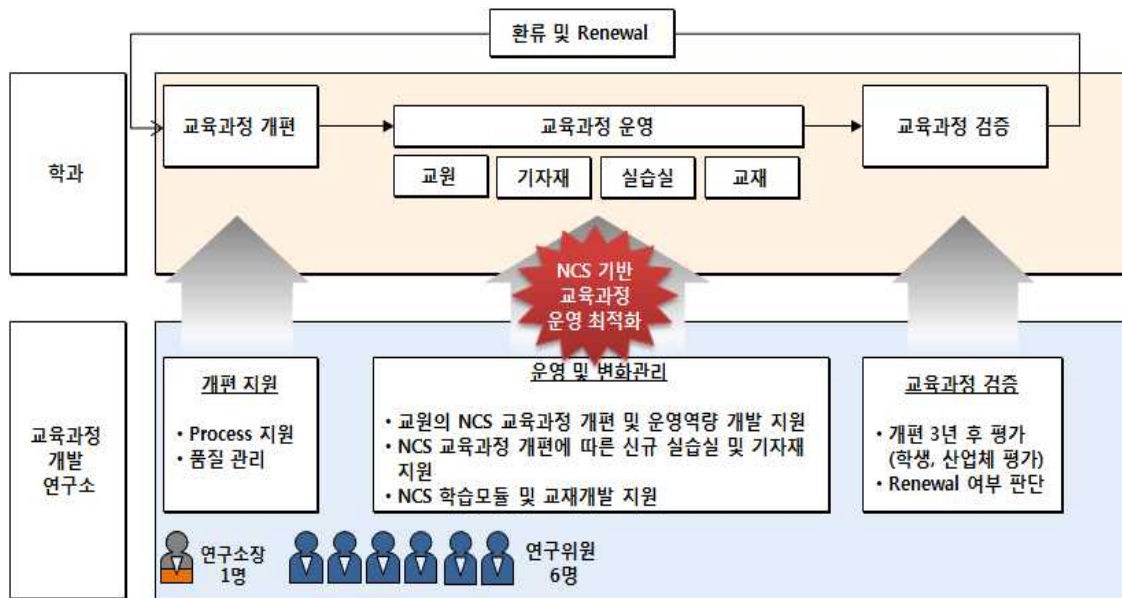 환류 및 Renewal
학과
교육과정 개편
교육과정 운영
교육과정 검증
교원
기자재
실습실
교재
NCS 기반
교육과정
운영 최적화
교육과정
개발
연구소
개편 지원
• Process 지원
• 품질 관리
운영 및 변화관리
• 교원의 NCS 교육과정 개편 및 운영역량 개발 지원
• NCS 교육과정 개편에 따른 신규 실습실 및 기자재
지원
• NCS 학습모듈 및 교재개발 지원
교육과정 검증
• 개편 3년 후 평가
(학생, 산업체 평가)
• Renewal 여부 판단
연구소장
1명
연구위원
6명